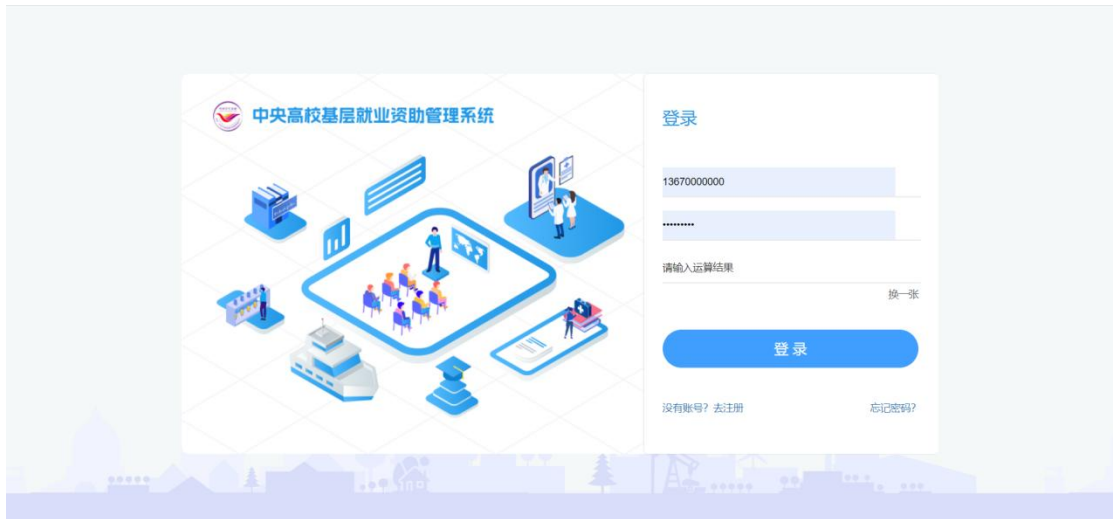 中央高校基层就业资助管理系统
登录
13670000000
•••••••••
请输入运算结果
换一张
登录
没有账号？去注册
忘记密码？